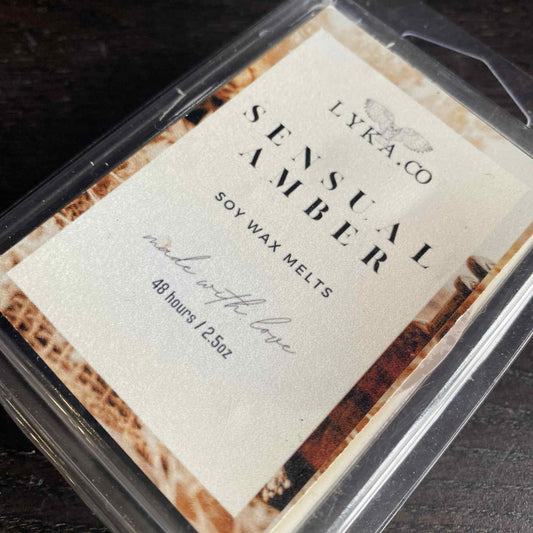 LYKA.CO
SENSUAL
AMBER
SOY WAX MELTS
made with love
48 hours / 2.5oz